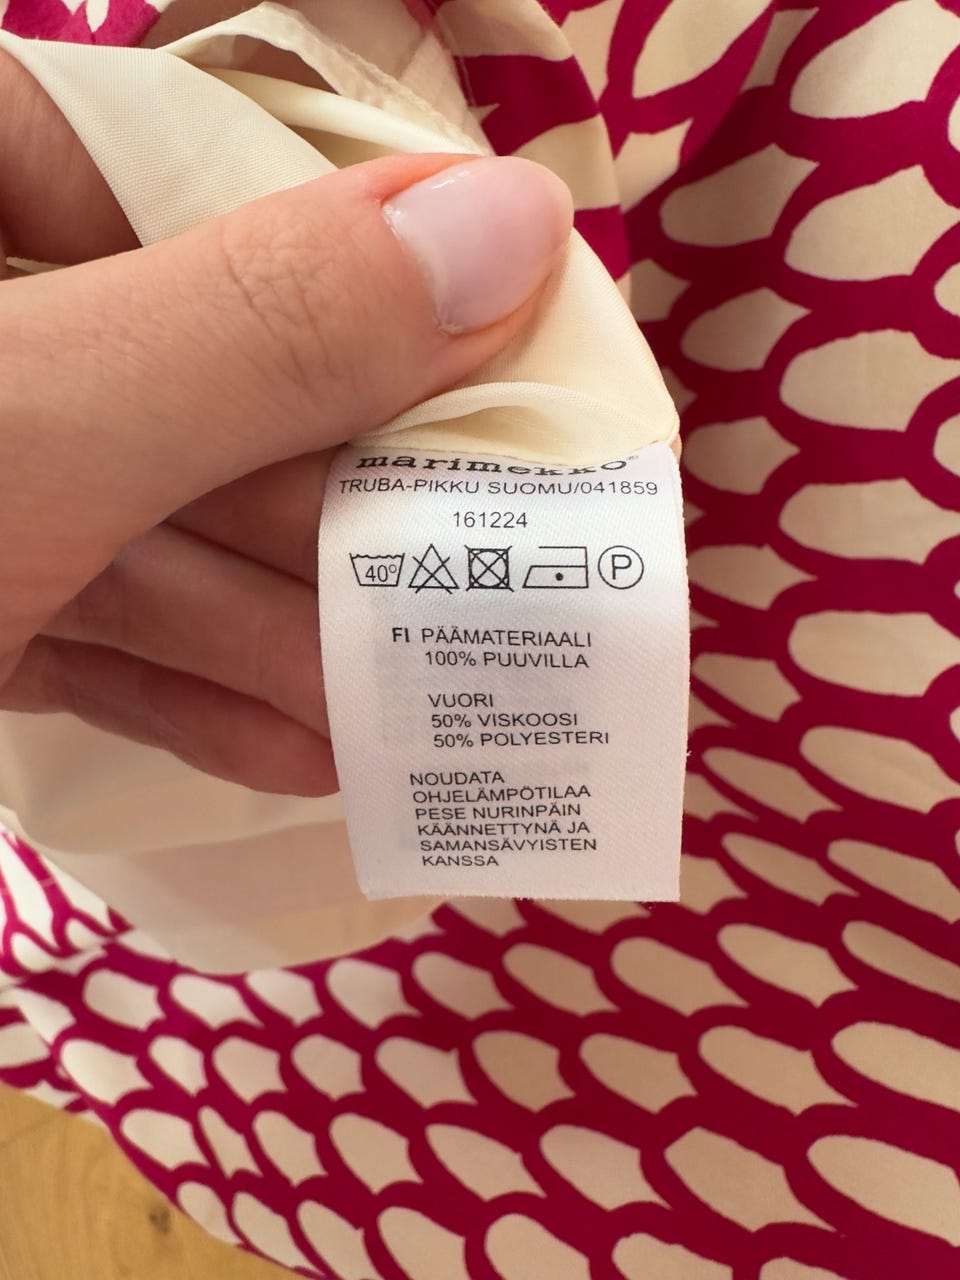 marimekko®
TRUBA-PIKKU SUOMU/041859
161224
40° P
FI PÄÄMATERIAALI
100% PUUVILLA
VUORI
50% VISKOOSI
50% POLYESTERI
NOUDATA
OHJELÄMPÖTILAA
PESE NURINPÄIN
KÄÄNNETTYNÄ JA
SAMANSÄVYISTEN
KANSSA